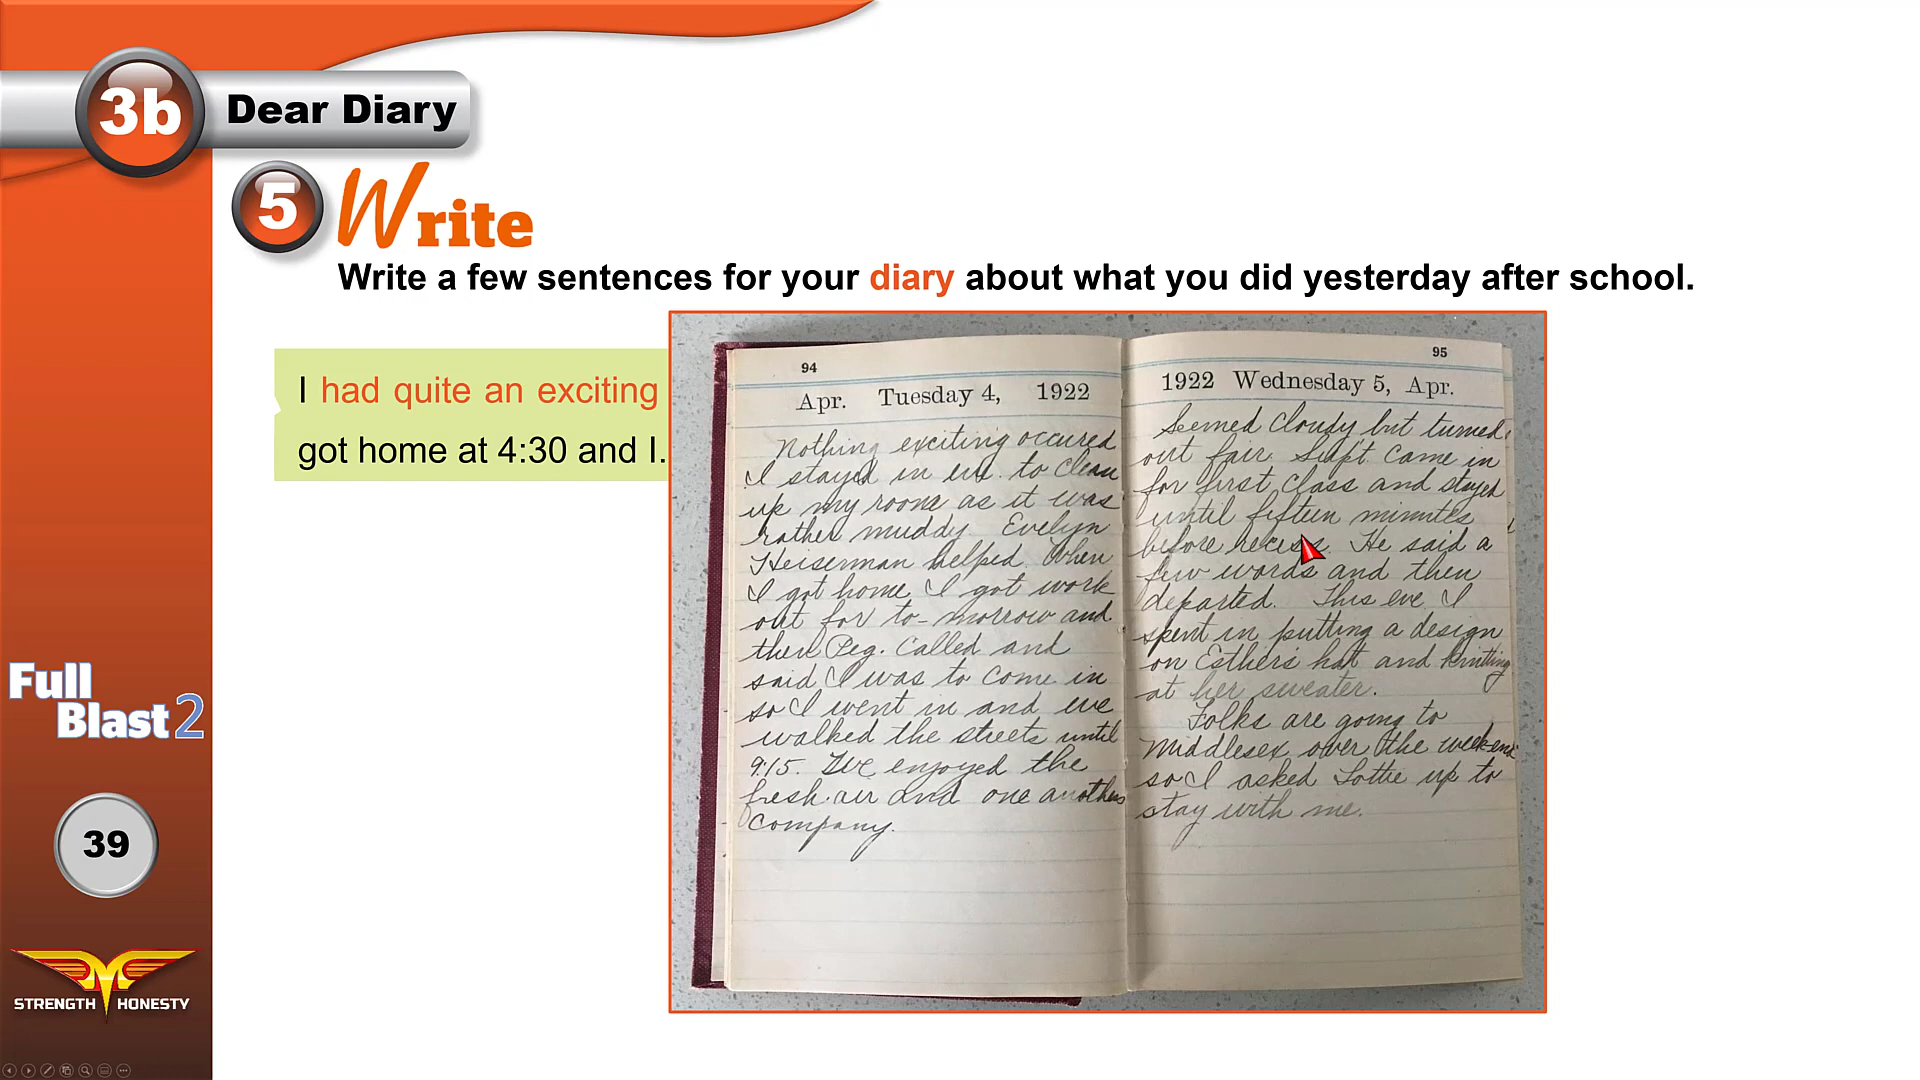 3b Dear Diary
5 Write
Write a few sentences for your diary about what you did yesterday after school.
I had quite an exciting
got home at 4:30 and I.
94
Apr. Tuesday 4, 1922
Nothing exciting occured
I stayed in eve. to clean
up my room as it was
rather muddy. Evelyn
Heiserman helped. When
I got home I got work
out for to-morrow and
then Peg. called and
said I was to come in
so I went in and we
walked the streets until
9:15. We enjoyed the
fresh air and one anothers
company.
95
1922 Wednesday 5, Apr.
Seemed cloudy but turned
out fair. Sup't came in
for first class and stayed
until fifteen minutes
before recess. He said a
few words and then
departed. This eve I
spent in putting a design
on Esther's hat and knitting
at her sweater.
Folks are going to
Middlesex over the weekend
so I asked Lottie up to
stay with me.
Full
Blast 2
39
STRENGTH HONESTY